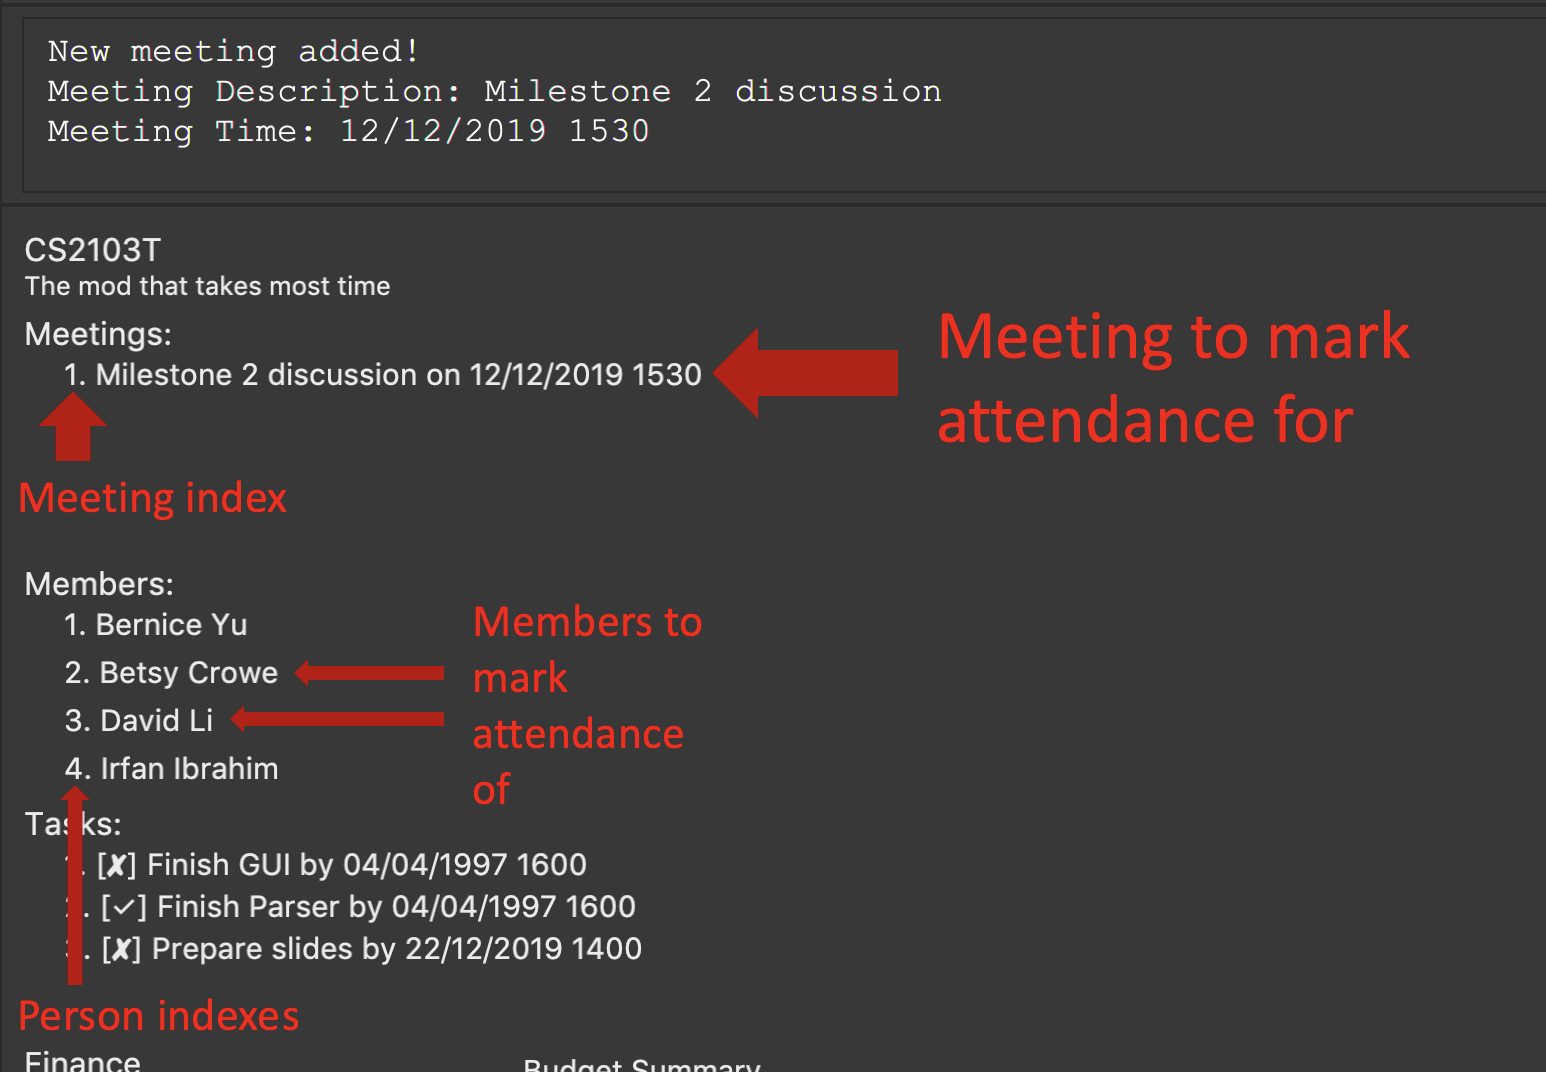 New meeting added!
Meeting Description: Milestone 2 discussion
Meeting Time: 12/12/2019 1530
CS2103T
The mod that takes most time
Meetings:
1. Milestone 2 discussion on 12/12/2019 1530
Meeting to mark
attendance for
Meeting index
Members:
1. Bernice Yu
2. Betsy Crowe
3. David Li
4. Irfan Ibrahim
Members to
mark
attendance
of
Tasks:
1. [✗] Finish GUI by 04/04/1997 1600
2. [✓] Finish Parser by 04/04/1997 1600
3. [✗] Prepare slides by 22/12/2019 1400
Person indexes
Finance
Budget Summary